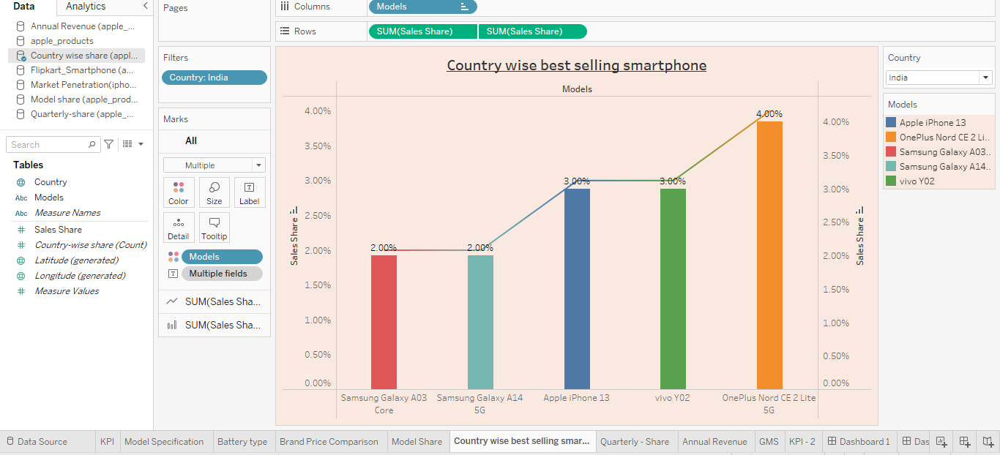 Data
Analytics
Annual Revenue (apple_...
apple_products
Country wise share (appl...
Flipkart_Smartphone (a...
Market Penetration(ipho...
Model share (apple_prod...
Quarterly-share (apple_...
Search
Tables
Country
Abc Models
Abc Measure Names
Sales Share
Country-wise share (Count)
Latitude (generated)
Longitude (generated)
Measure Values
Pages
Filters
Country: India
Marks
All
Multiple
Color
Size
T
Label
Detail
Tooltip
Models
T Multiple fields
SUM(Sales Sha...
SUM(Sales Sha...
Columns
Models
Rows
SUM(Sales Share)
SUM(Sales Share)
Country wise best selling smartphone
Models
4.00%
3.50%
3.00%
2.50%
2.00%
1.50%
1.00%
0.50%
0.00%
Sales Share
2.00%
2.00%
3.00%
3.00%
4.00%
Samsung Galaxy A03
Core
Samsung Galaxy A14
5G
Apple iPhone 13
vivo Y02
OnePlus Nord CE 2 Lite
5G
4.00%
3.50%
3.00%
2.50%
2.00%
1.50%
1.00%
0.50%
0.00%
Sales Share
Country
India
Models
Apple iPhone 13
OnePlus Nord CE 2 Li..
Samsung Galaxy A03..
Samsung Galaxy A14..
vivo Y02
Data Source
KPI
Model Specification
Battery type
Brand Price Comparison
Model Share
Country wise best selling smar...
Quarterly - Share
Annual Revenue
GMS
KPI - 2
Dashboard 1
Das